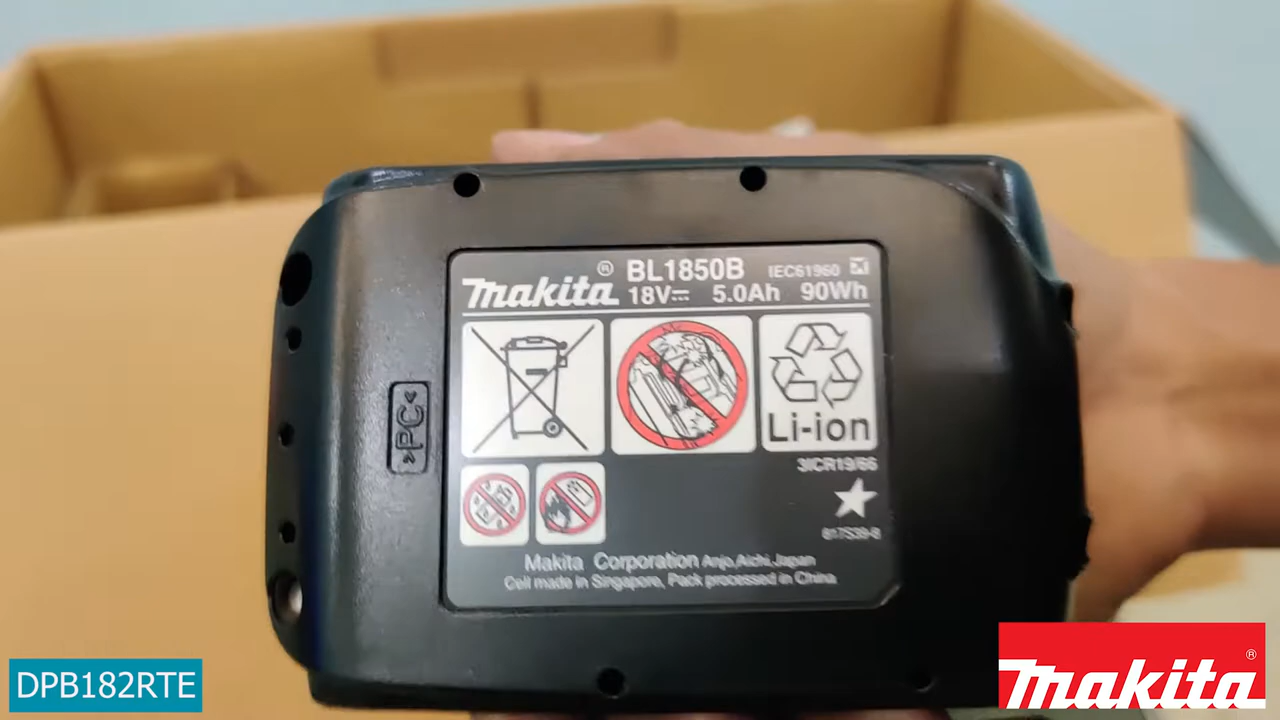 Makita® BL1850B IEC61960
18V⎓ 5.0Ah 90Wh
>PC<
Li-ion
3ICR19/66
Makita Corporation Anjo,Aichi,Japan
Cell made in Singapore, Pack processed in China
DPB182RTE
Makita®